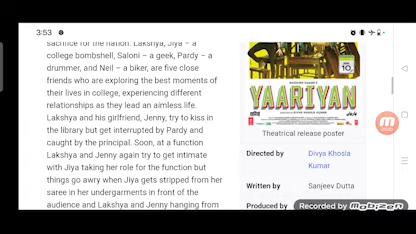 3:53
sacrifice for the nation. Lakshya, Jiya – a
college bombshell, Saloni – a geek, Pardy – a
drummer, and Neil – a biker, are five close
friends who are exploring the best moments of
their lives in college, experiencing different
relationships as they lead an aimless life.
Lakshya and his girlfriend, Jenny, try to kiss in
the library but get interrupted by Pardy and
caught by the principal. Soon, at a function
Lakshya and Jenny again try to get intimate
with Jiya taking her role for the function but
things go awry when Jiya gets stripped from her
saree in her undergarments in front of the
audience and Lakshya and Jenny hanging from
10
YAARIYAN
Theatrical release poster
Directed by Divya Khosla
Kumar
Written by Sanjeev Dutta
Produced by
Recorded by mobizen